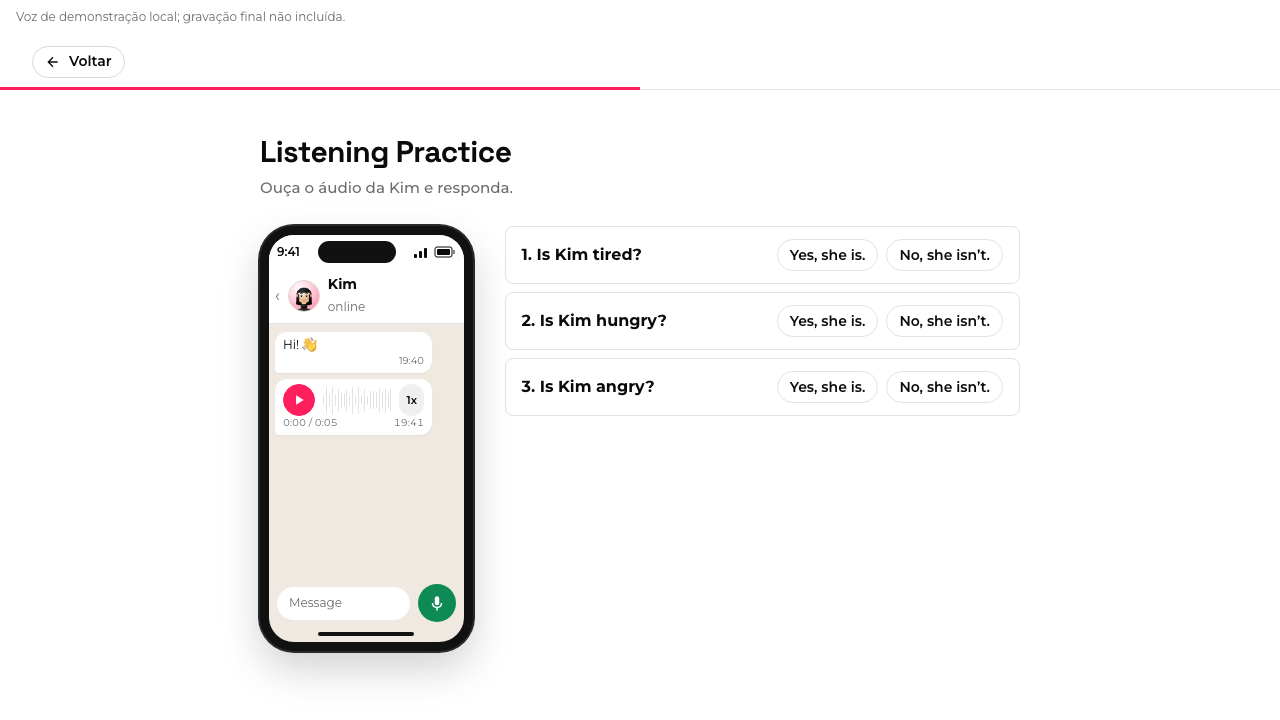 Voz de demonstração local; gravação final não incluída.
Voltar
Listening Practice
Ouça o áudio da Kim e responda.
9:41
Kim
online
Hi! 👋
19:40
1x
0:00 / 0:05 19:41
Message
1. Is Kim tired? Yes, she is. No, she isn’t.
2. Is Kim hungry? Yes, she is. No, she isn’t.
3. Is Kim angry? Yes, she is. No, she isn’t.